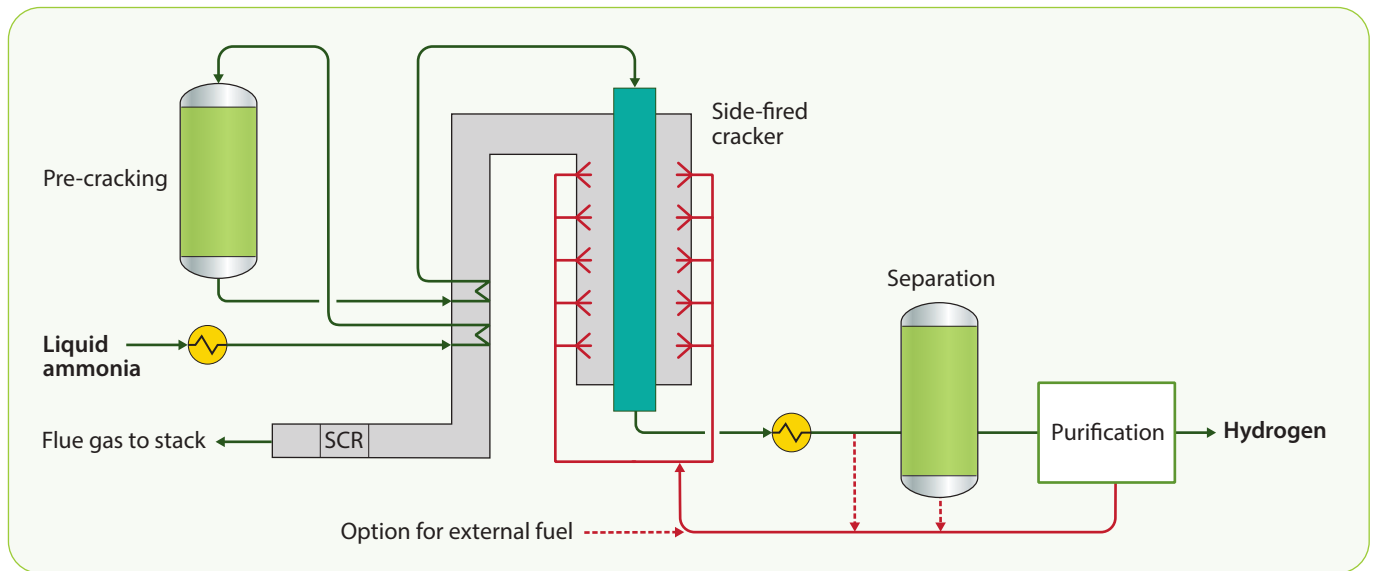 Side-fired
cracker
Pre-cracking
Separation
Liquid
ammonia
Purification
Hydrogen
Flue gas to stack
SCR
Option for external fuel